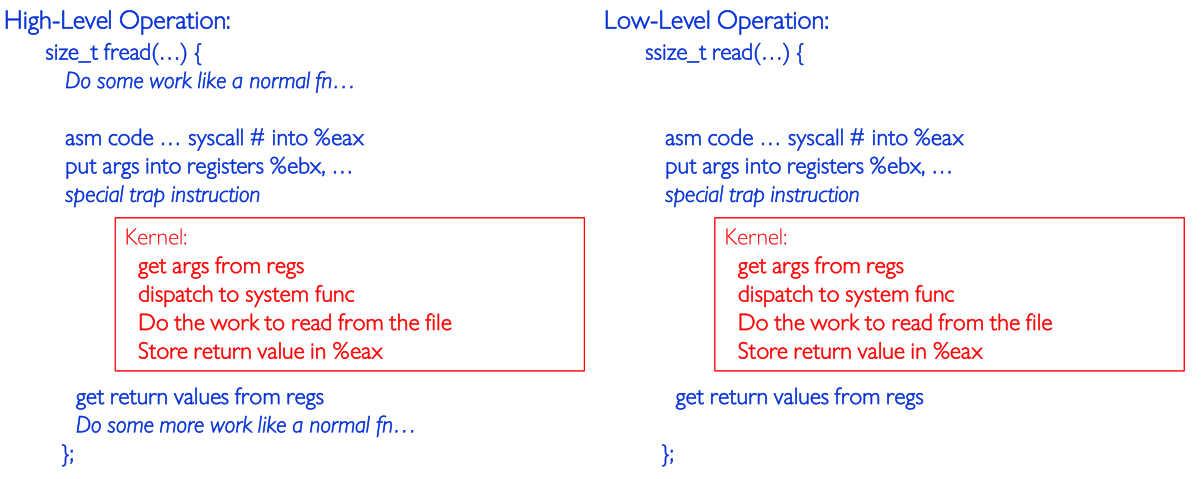 High-Level Operation:
size_t fread(…) {
Do some work like a normal fn…
asm code … syscall # into %eax
put args into registers %ebx, …
special trap instruction
Kernel:
get args from regs
dispatch to system func
Do the work to read from the file
Store return value in %eax
get return values from regs
Do some more work like a normal fn…
};
Low-Level Operation:
ssize_t read(…) {
asm code … syscall # into %eax
put args into registers %ebx, …
special trap instruction
Kernel:
get args from regs
dispatch to system func
Do the work to read from the file
Store return value in %eax
get return values from regs
};